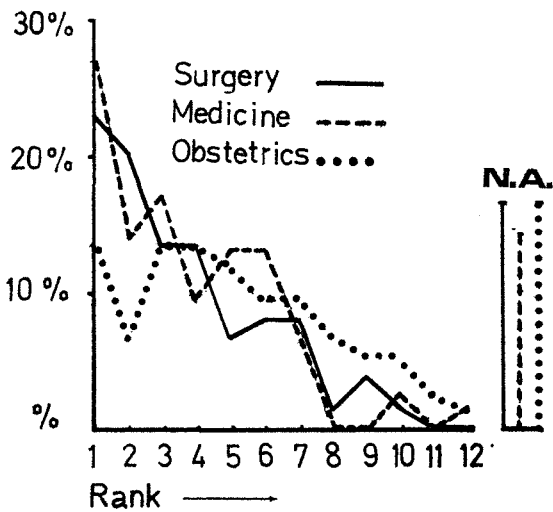 30%
Surgery
Medicine
Obstetrics
20%
N.A.
10%
%
1 2 3 4 5 6 7 8 9 10 11 12
Rank